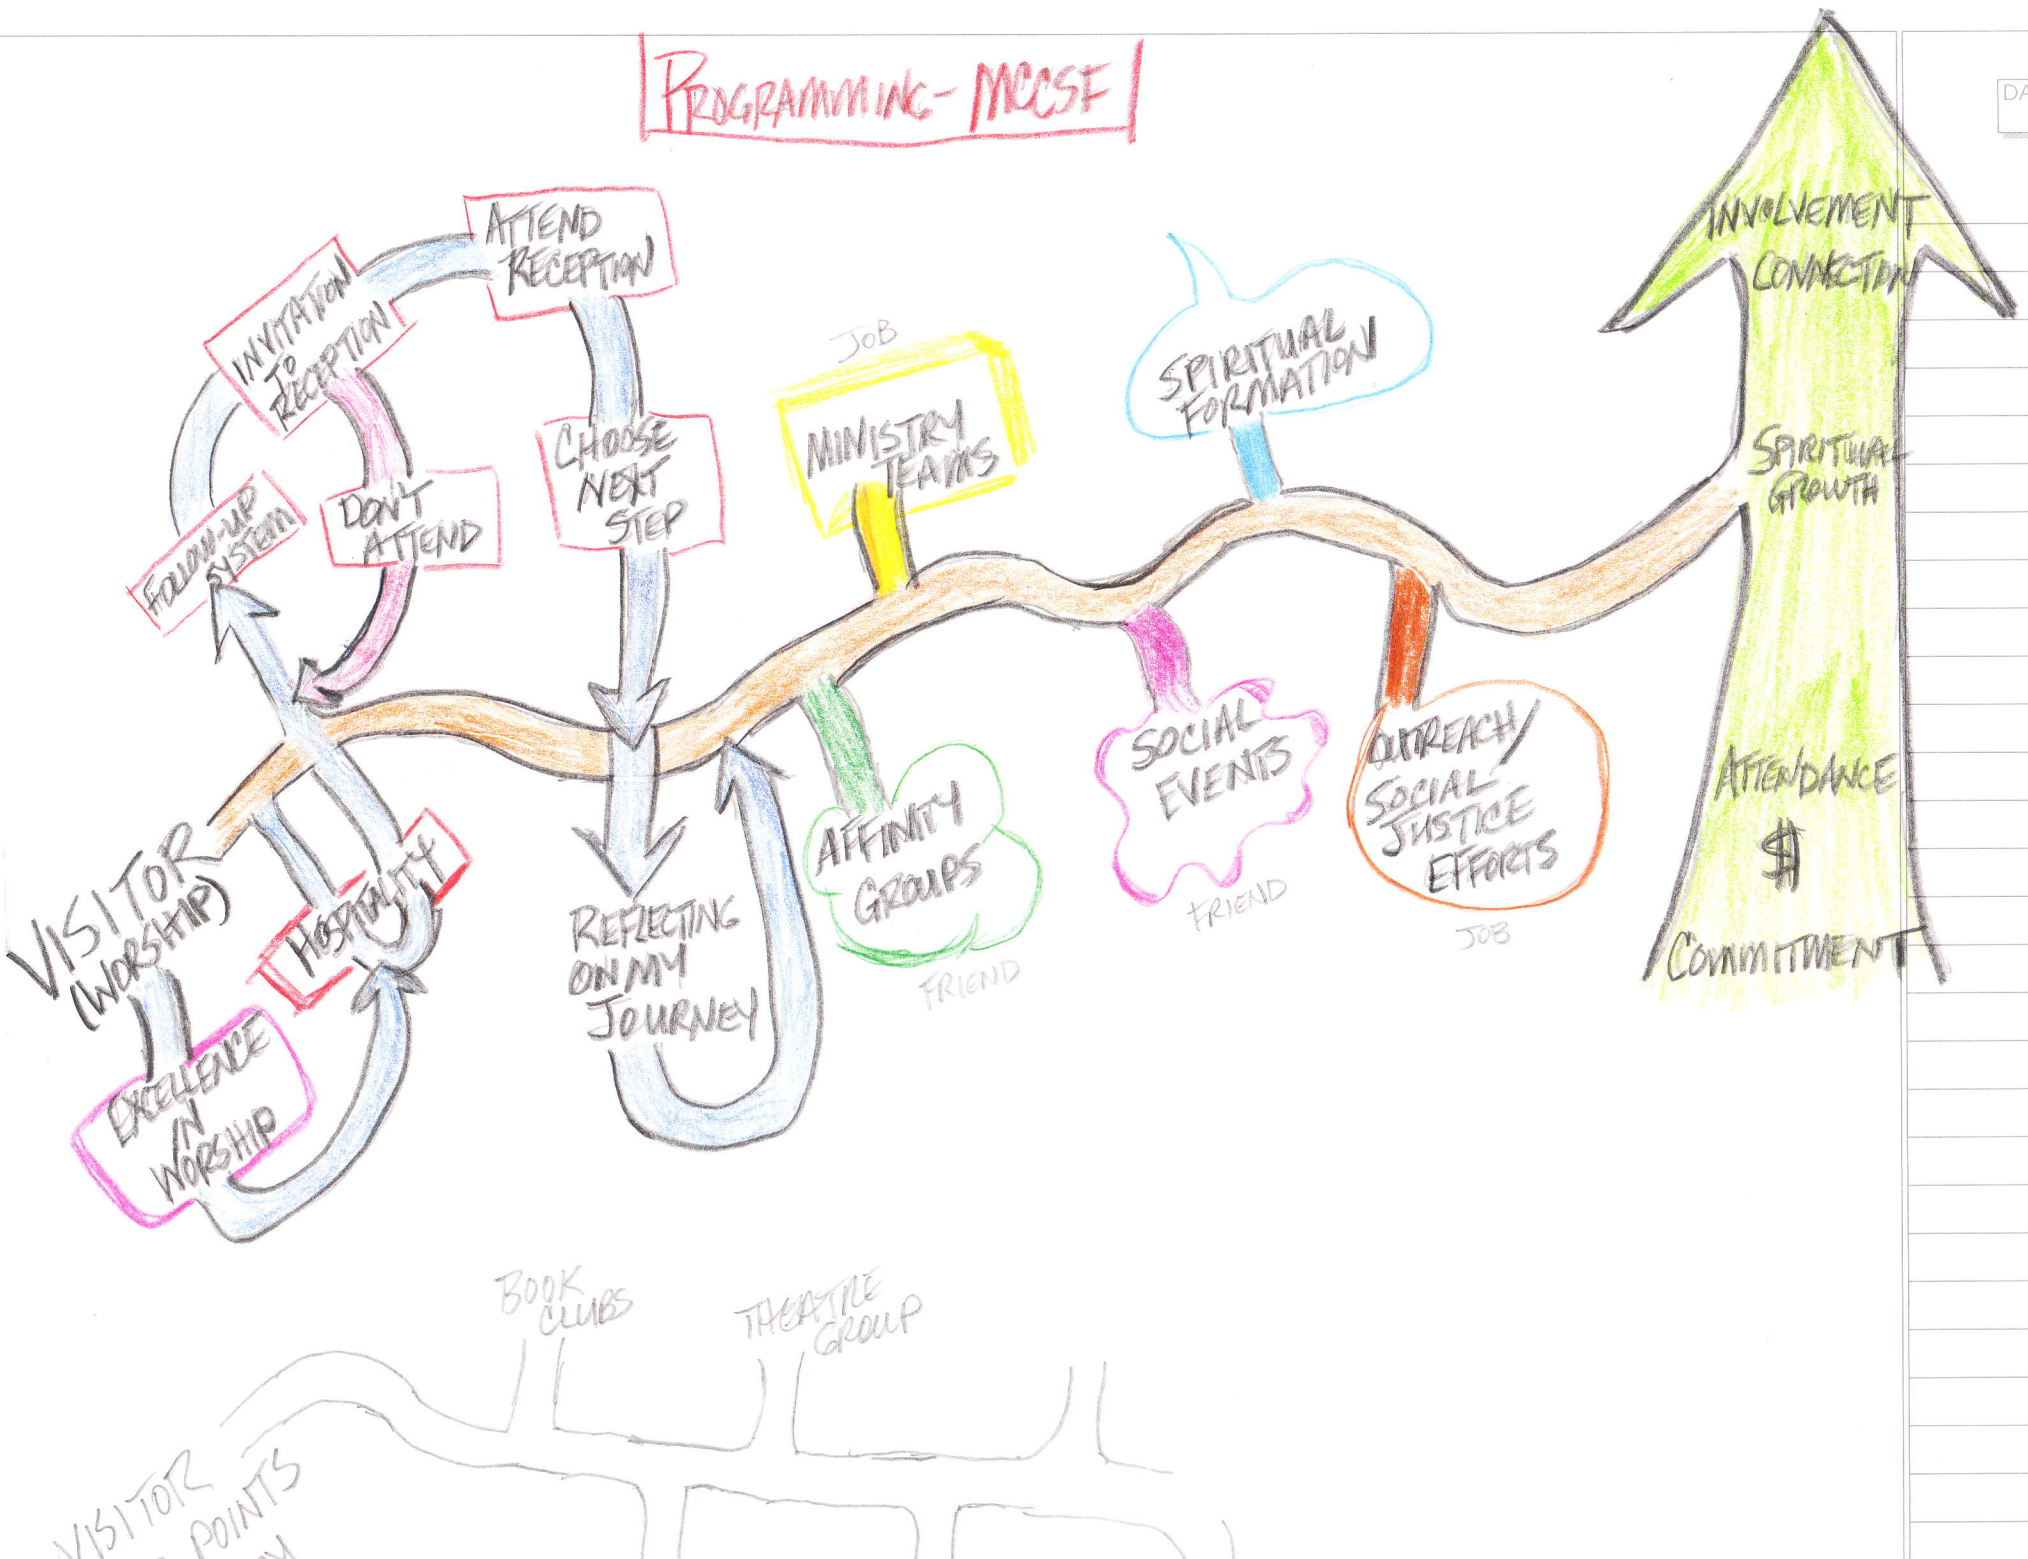 PROGRAMMING - MCCSF
DA
ATTEND
RECEPTION
INVITATION
TO
RECEPTION
FOLLOW-UP
SYSTEM
DON'T
ATTEND
CHOOSE
NEXT
STEP
JOB
MINISTRY
TEAMS
SPIRITUAL
FORMATION
INVOLVEMENT
CONNECTION
SPIRITUAL
GROWTH
ATTENDANCE
$
COMMITMENT
VISITOR
(WORSHIP)
HOSPITALITY
EXCELLENCE
IN
WORSHIP
REFLECTING
ON MY
JOURNEY
AFFINITY
GROUPS
FRIEND
SOCIAL
EVENTS
FRIEND
OUTREACH/
SOCIAL
JUSTICE
EFFORTS
JOB
BOOK
CLUBS
THEATRE
GROUP
VISITOR
POINTS